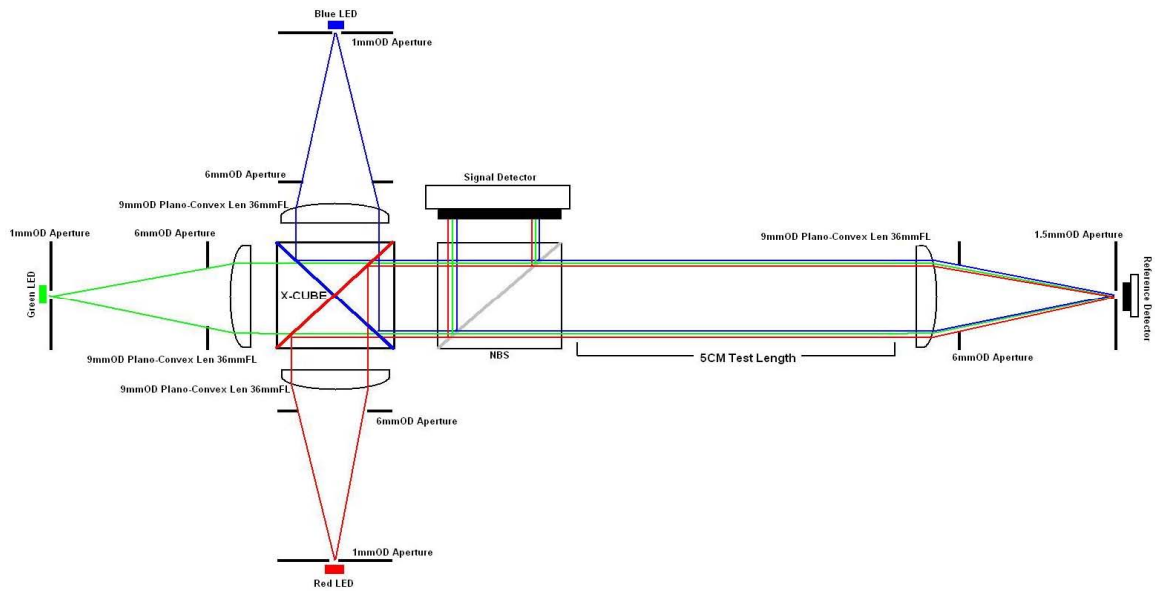 Blue LED
1mmOD Aperture
6mmOD Aperture
Signal Detector
9mmOD Plano-Convex Len 36mmFL
1mmOD Aperture
6mmOD Aperture
9mmOD Plano-Convex Len 36mmFL
1.5mmOD Aperture
Green LED
X-CUBE
Reference Detector
NBS
5CM Test Length
6mmOD Aperture
9mmOD Plano-Convex Len 36mmFL
9mmOD Plano-Convex Len 36mmFL
6mmOD Aperture
1mmOD Aperture
Red LED